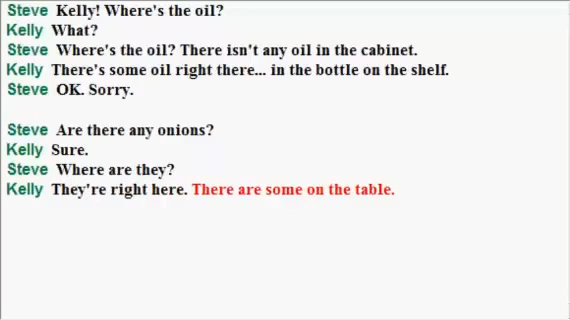 Steve Kelly! Where's the oil?
Kelly What?
Steve Where's the oil? There isn't any oil in the cabinet.
Kelly There's some oil right there... in the bottle on the shelf.
Steve OK. Sorry.
Steve Are there any onions?
Kelly Sure.
Steve Where are they?
Kelly They're right here. There are some on the table.